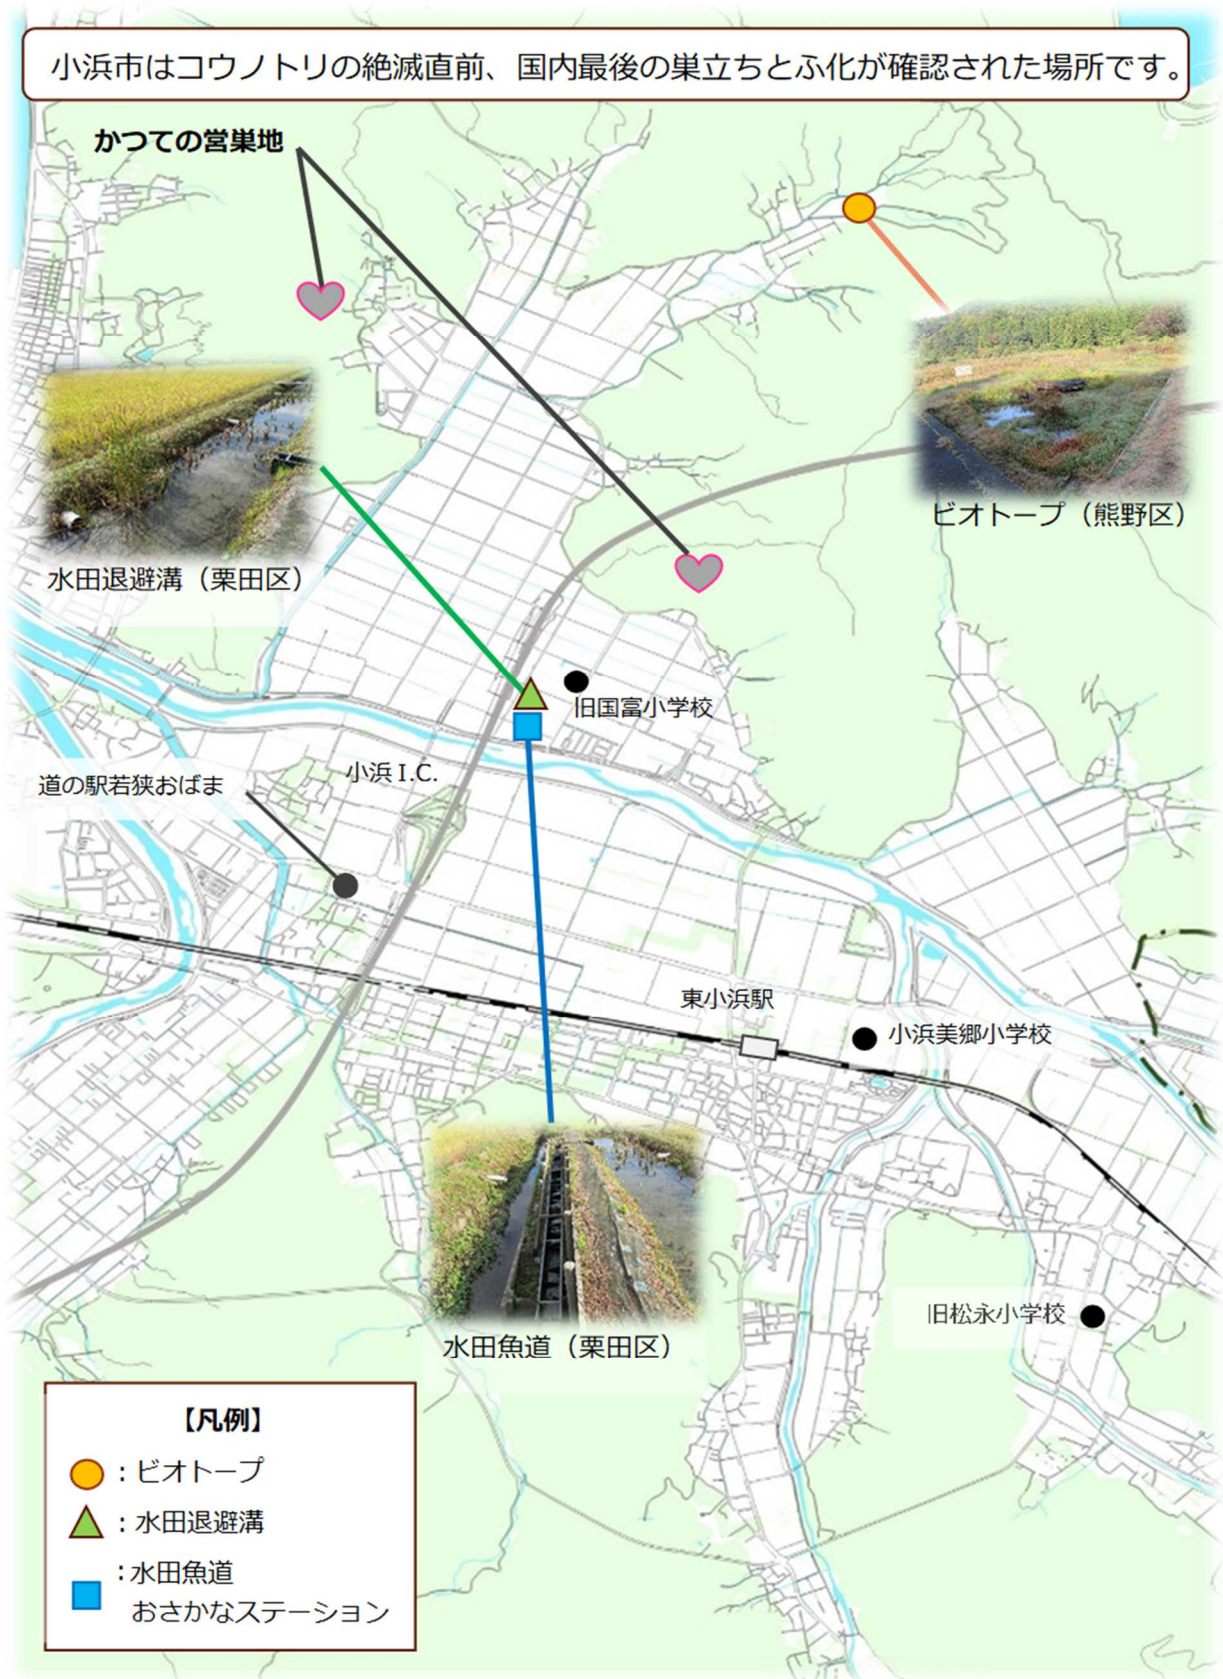 小浜市はコウノトリの絶滅直前、国内最後の巣立ちとふ化が確認された場所です。
かつての営巣地
ビオトープ（熊野区）
水田退避溝（栗田区）
旧国富小学校
小浜 I.C.
道の駅若狭おばま
東小浜駅
小浜美郷小学校
旧松永小学校
水田魚道（栗田区）
【凡例】
：ビオトープ
：水田退避溝
：水田魚道
おさかなステーション